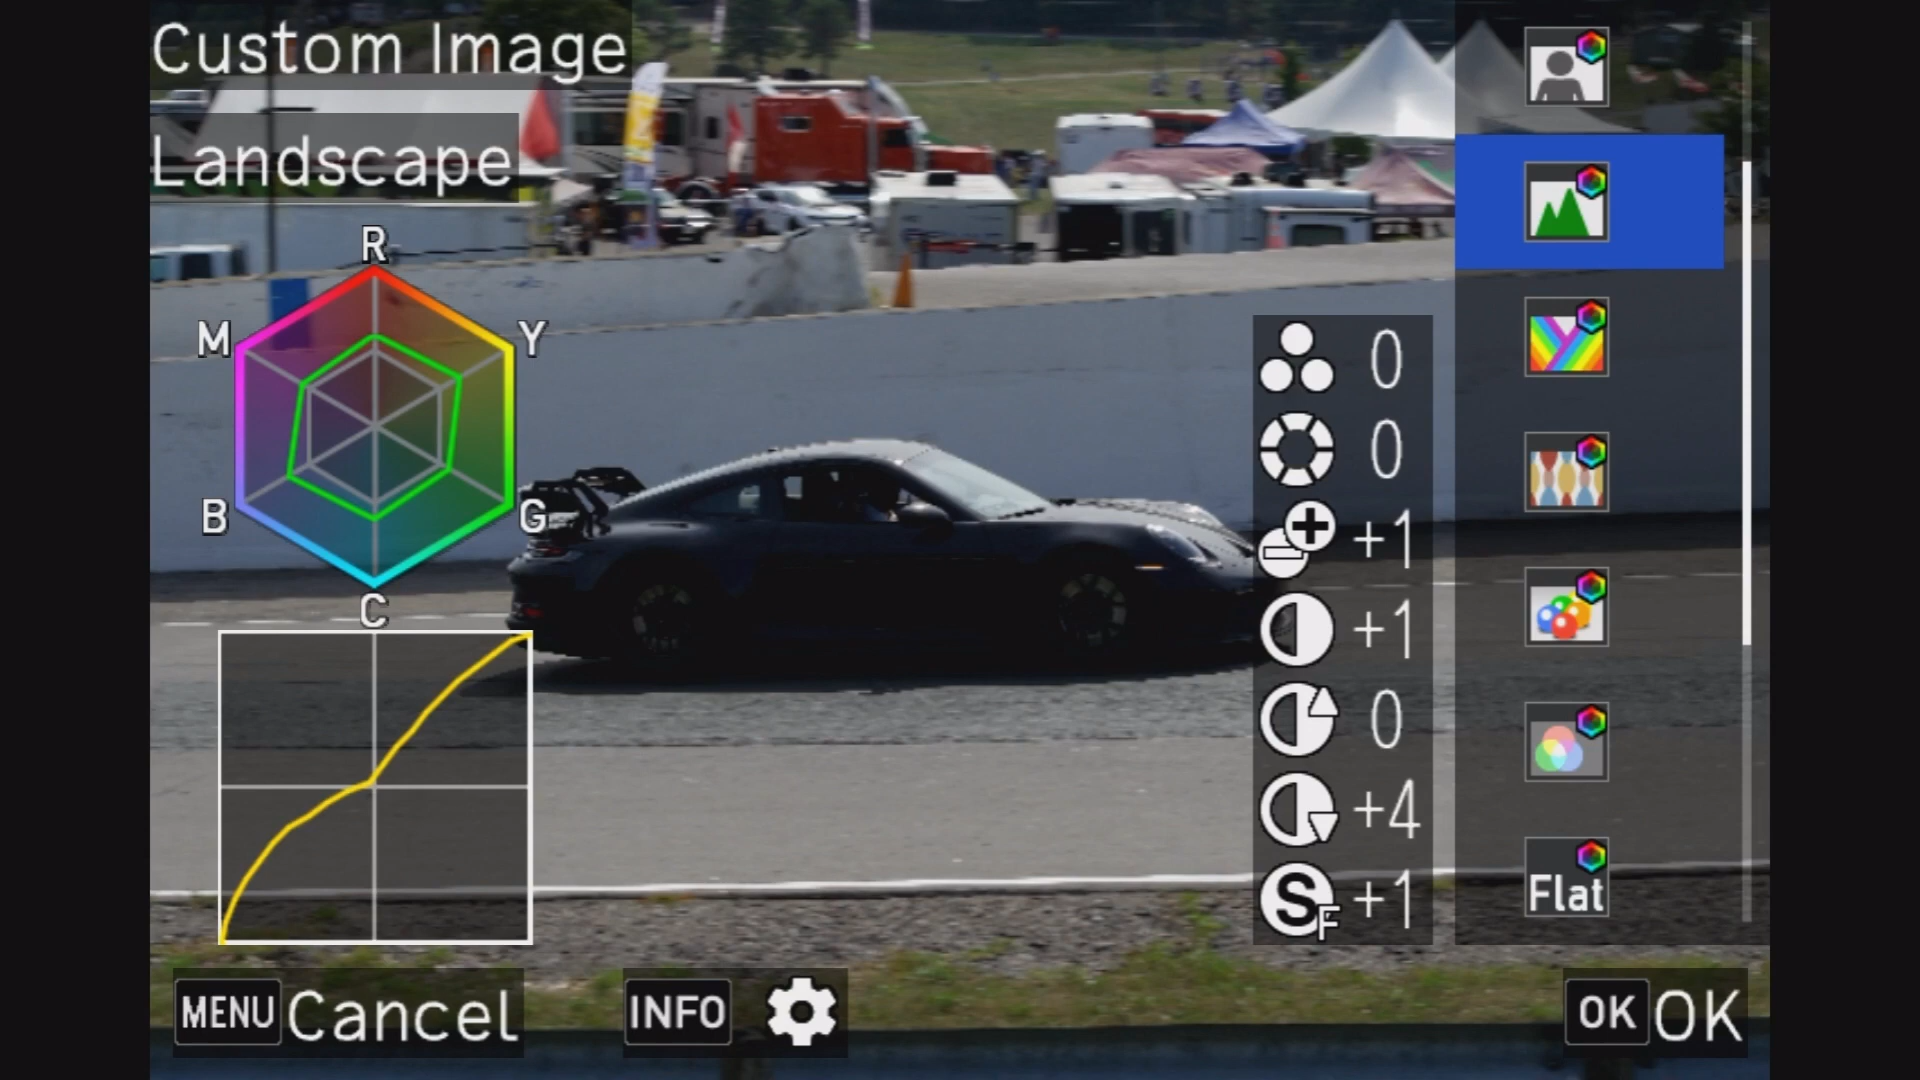 Custom Image
Landscape
R
M
Y
B
G
C
0
0
+1
+1
0
+4
S F +1
Flat
MENU Cancel
INFO
OK OK